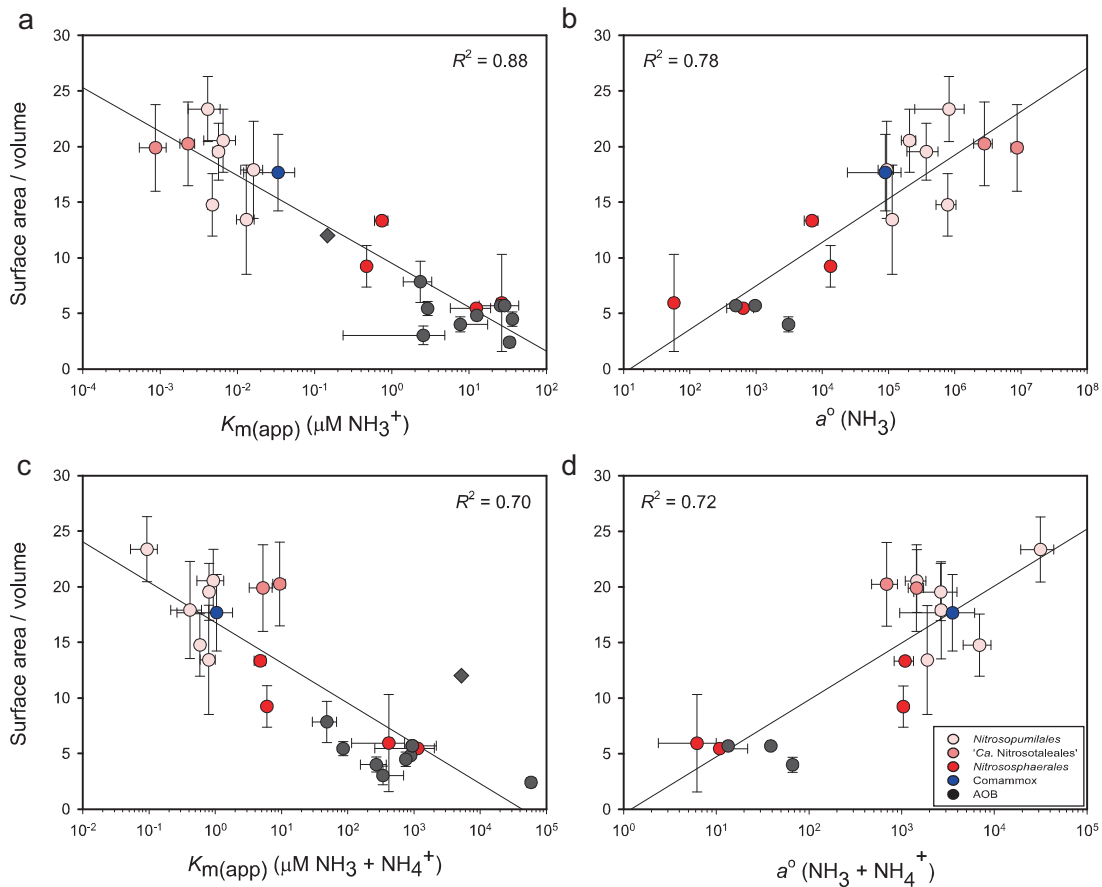 a
R² = 0.88
Surface area / volume
30
25
20
15
10
5
0
10⁻⁴ 10⁻³ 10⁻² 10⁻¹ 10⁰ 10¹ 10²
Kₘ₍ₐₚₚ₎ (μM NH₃⁺)
b
R² = 0.78
30
25
20
15
10
5
0
10¹ 10² 10³ 10⁴ 10⁵ 10⁶ 10⁷ 10⁸
aᵒ (NH₃)
c
R² = 0.70
Surface area / volume
30
25
20
15
10
5
0
10⁻² 10⁻¹ 10⁰ 10¹ 10² 10³ 10⁴ 10⁵
Kₘ₍ₐₚₚ₎ (μM NH₃ + NH₄⁺)
d
R² = 0.72
30
25
20
15
10
5
0
10⁰ 10¹ 10² 10³ 10⁴ 10⁵
aᵒ (NH₃ + NH₄⁺)
Nitrosopumilales
'Ca. Nitrosotaleales'
Nitrososphaerales
Comammox
AOB